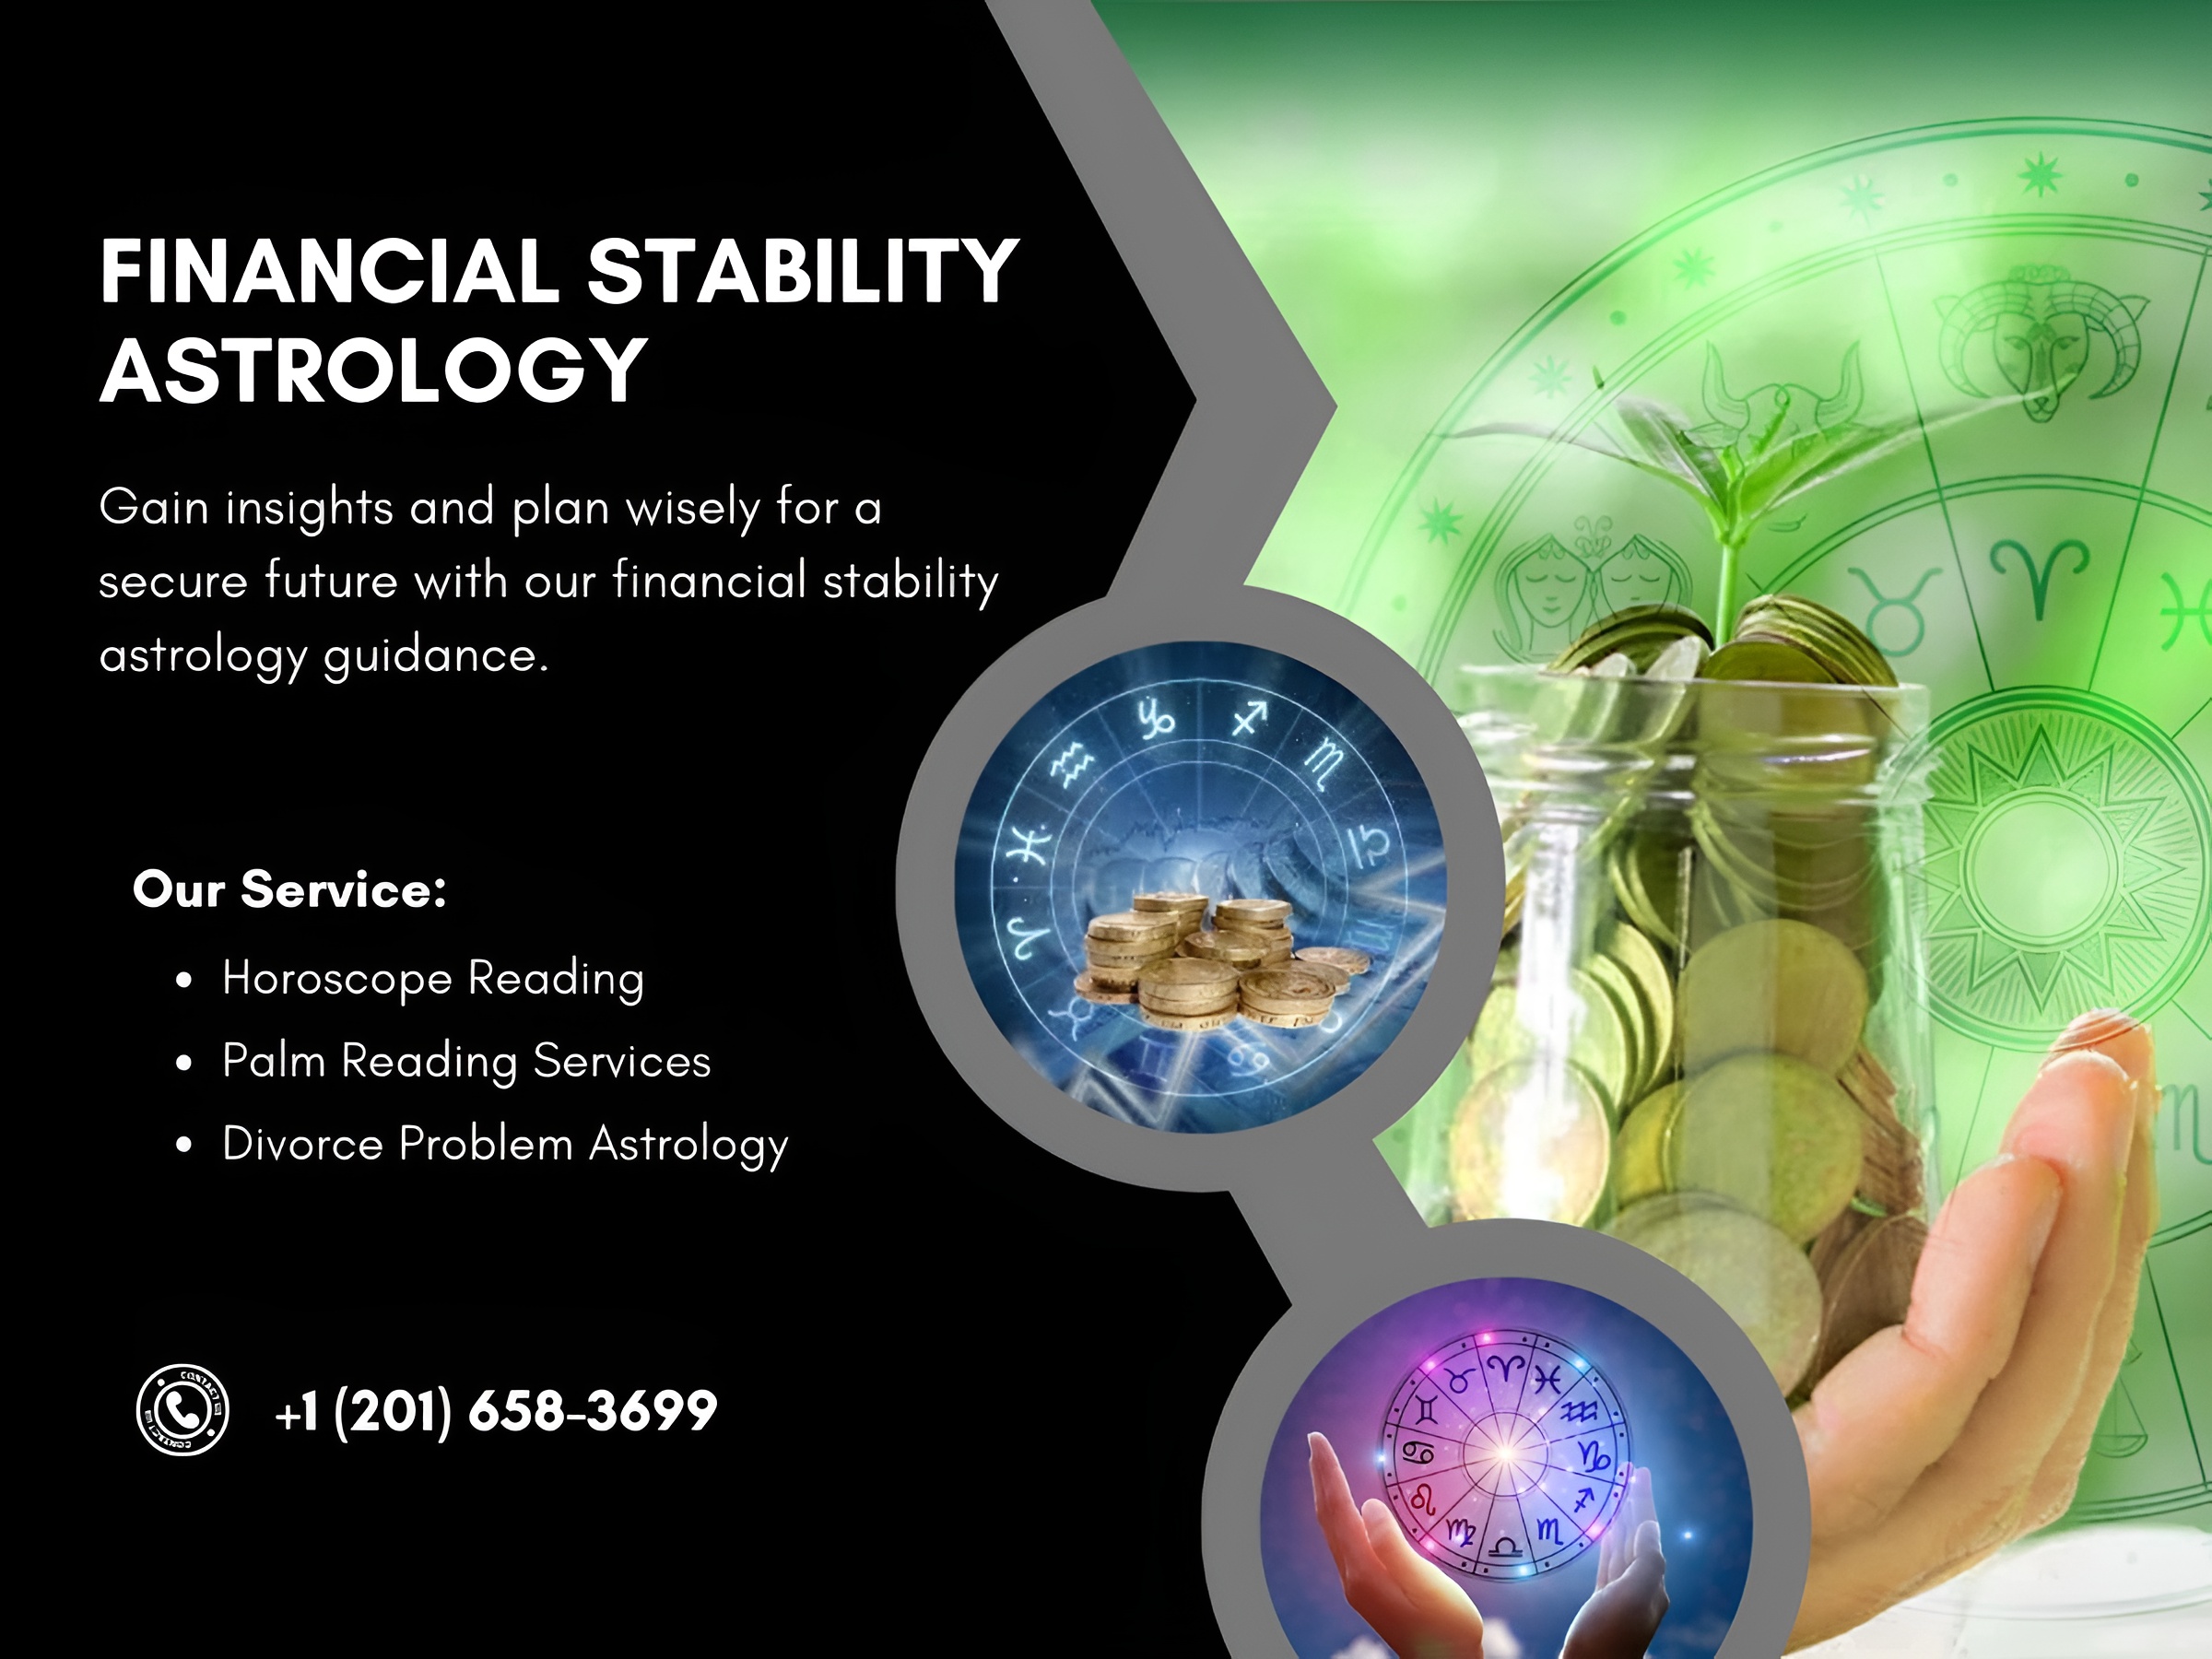 FINANCIAL STABILITY
ASTROLOGY
Gain insights and plan wisely for a
secure future with our financial stability
astrology guidance.
Our Service:
• Horoscope Reading
• Palm Reading Services
• Divorce Problem Astrology
+1 (201) 658-3699